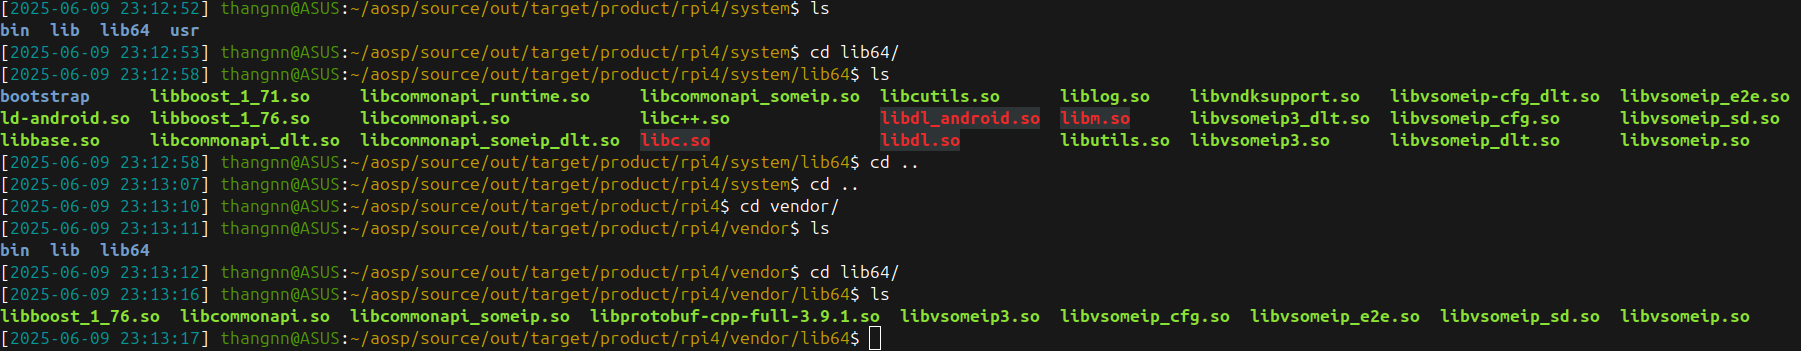 [2025-06-09 23:12:52] thangnn@ASUS:~/aosp/source/out/target/product/rpi4/system$ ls
bin  lib  lib64  usr
[2025-06-09 23:12:53] thangnn@ASUS:~/aosp/source/out/target/product/rpi4/system$ cd lib64/
[2025-06-09 23:12:58] thangnn@ASUS:~/aosp/source/out/target/product/rpi4/system/lib64$ ls
bootstrap      libboost_1_71.so     libcommonapi_runtime.so     libcommonapi_someip.so  libcutils.so      liblog.so    libvndksupport.so   libvsomeip-cfg_dlt.so  libvsomeip_e2e.so
ld-android.so  libboost_1_76.so     libcommonapi.so             libc++.so               libdl_android.so  libm.so      libvsomeip3_dlt.so  libvsomeip_cfg.so      libvsomeip_sd.so
libbase.so     libcommonapi_dlt.so  libcommonapi_someip_dlt.so  libc.so                 libdl.so          libutils.so  libvsomeip3.so      libvsomeip_dlt.so      libvsomeip.so
[2025-06-09 23:12:58] thangnn@ASUS:~/aosp/source/out/target/product/rpi4/system/lib64$ cd ..
[2025-06-09 23:13:07] thangnn@ASUS:~/aosp/source/out/target/product/rpi4/system$ cd ..
[2025-06-09 23:13:10] thangnn@ASUS:~/aosp/source/out/target/product/rpi4$ cd vendor/
[2025-06-09 23:13:11] thangnn@ASUS:~/aosp/source/out/target/product/rpi4/vendor$ ls
bin  lib  lib64
[2025-06-09 23:13:12] thangnn@ASUS:~/aosp/source/out/target/product/rpi4/vendor$ cd lib64/
[2025-06-09 23:13:16] thangnn@ASUS:~/aosp/source/out/target/product/rpi4/vendor/lib64$ ls
libboost_1_76.so  libcommonapi.so  libcommonapi_someip.so  libprotobuf-cpp-full-3.9.1.so  libvsomeip3.so  libvsomeip_cfg.so  libvsomeip_e2e.so  libvsomeip_sd.so  libvsomeip.so
[2025-06-09 23:13:17] thangnn@ASUS:~/aosp/source/out/target/product/rpi4/vendor/lib64$